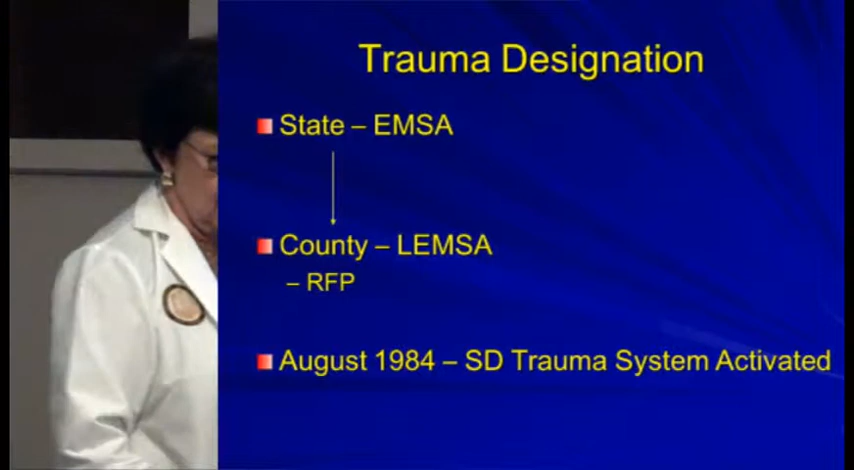 Trauma Designation
State – EMSA
County – LEMSA
– RFP
August 1984 – SD Trauma System Activated